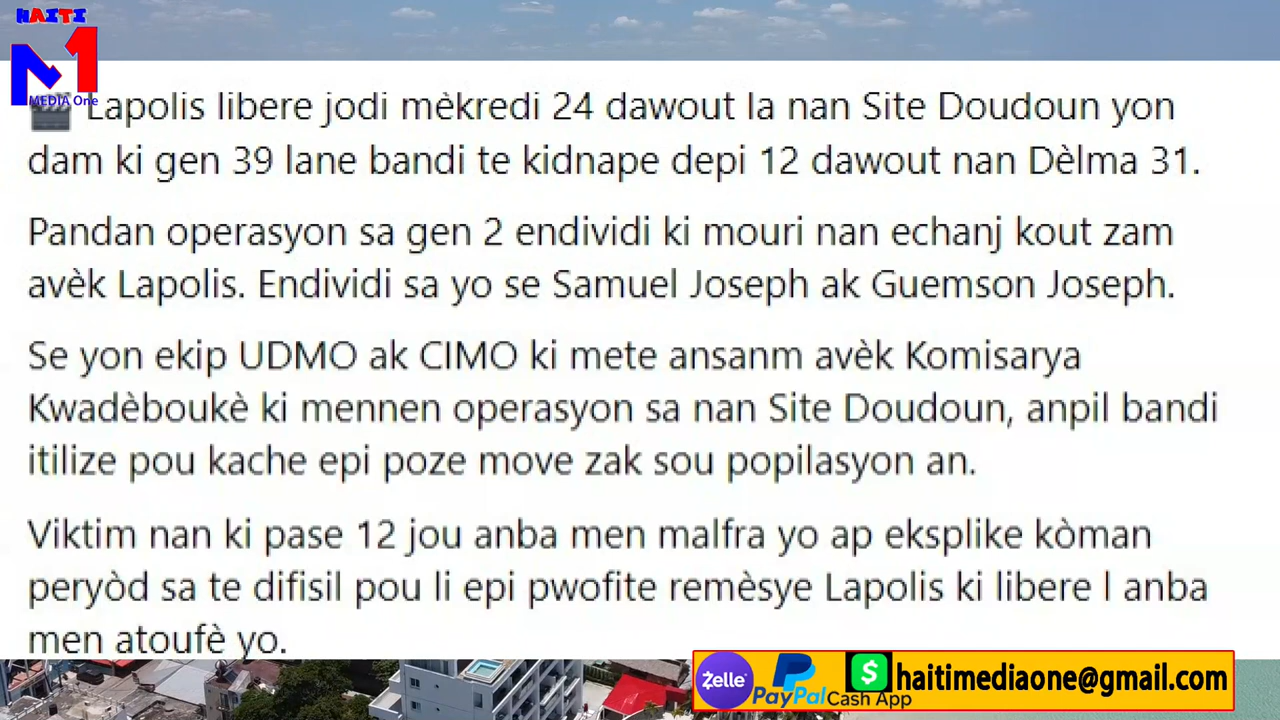 HAITI
M1
MEDIA One
Lapolis libere jodi mèkredi 24 dawout la nan Site Doudoun yon
dam ki gen 39 lane bandi te kidnape depi 12 dawout nan Dèlma 31.
Pandan operasyon sa gen 2 endividi ki mouri nan echanj kout zam
avèk Lapolis. Endividi sa yo se Samuel Joseph ak Guemson Joseph.
Se yon ekip UDMO ak CIMO ki mete ansanm avèk Komisarya
Kwadèboukè ki mennen operasyon sa nan Site Doudoun, anpil bandi
itilize pou kache epi poze move zak sou popilasyon an.
Viktim nan ki pase 12 jou anba men malfra yo ap eksplike kòman
peryòd sa te difisil pou li epi pwofite remèsye Lapolis ki libere l anba
men atoufè yo.
Zelle
PayPal
$
Cash App
haitimediaone@gmail.com